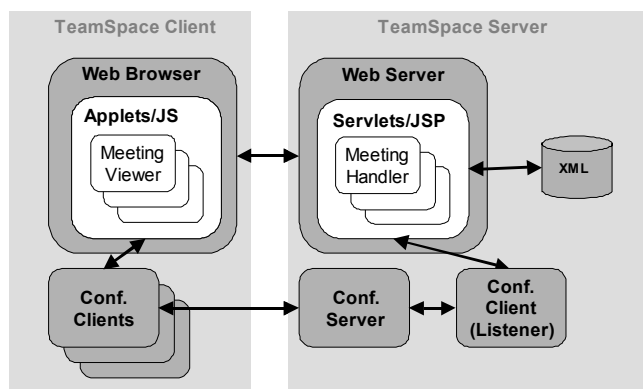 TeamSpace Client
TeamSpace Server
Web Browser
Web Server
Applets/JS
Servlets/JSP
Meeting
Viewer
Meeting
Handler
XML
Conf.
Clients
Conf.
Server
Conf.
Client
(Listener)